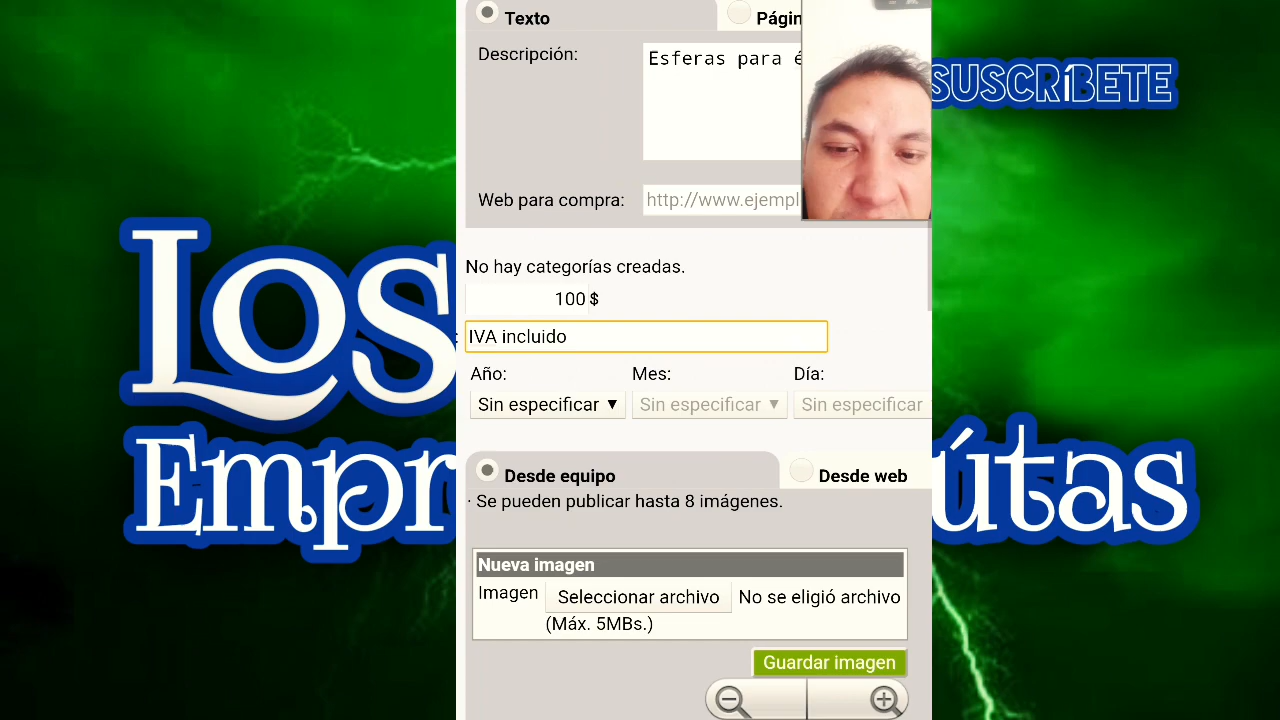 Texto
Págin
Descripción:
Esferas para é
SUSCRÍBETE
Web para compra:
http://www.ejempl
No hay categorías creadas.
100 $
: IVA incluido
Año:
Mes:
Día:
Sin especificar
Sin especificar
Sin especificar
Los
Empr
útas
Desde equipo
Desde web
· Se pueden publicar hasta 8 imágenes.
Nueva imagen
Imagen
Seleccionar archivo
No se eligió archivo
(Máx. 5MBs.)
Guardar imagen